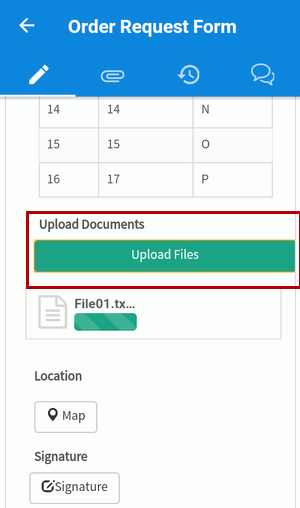 Order Request Form
14 14 N
15 15 O
16 17 P
Upload Documents
Upload Files
File01.tx...
Location
Map
Signature
Signature